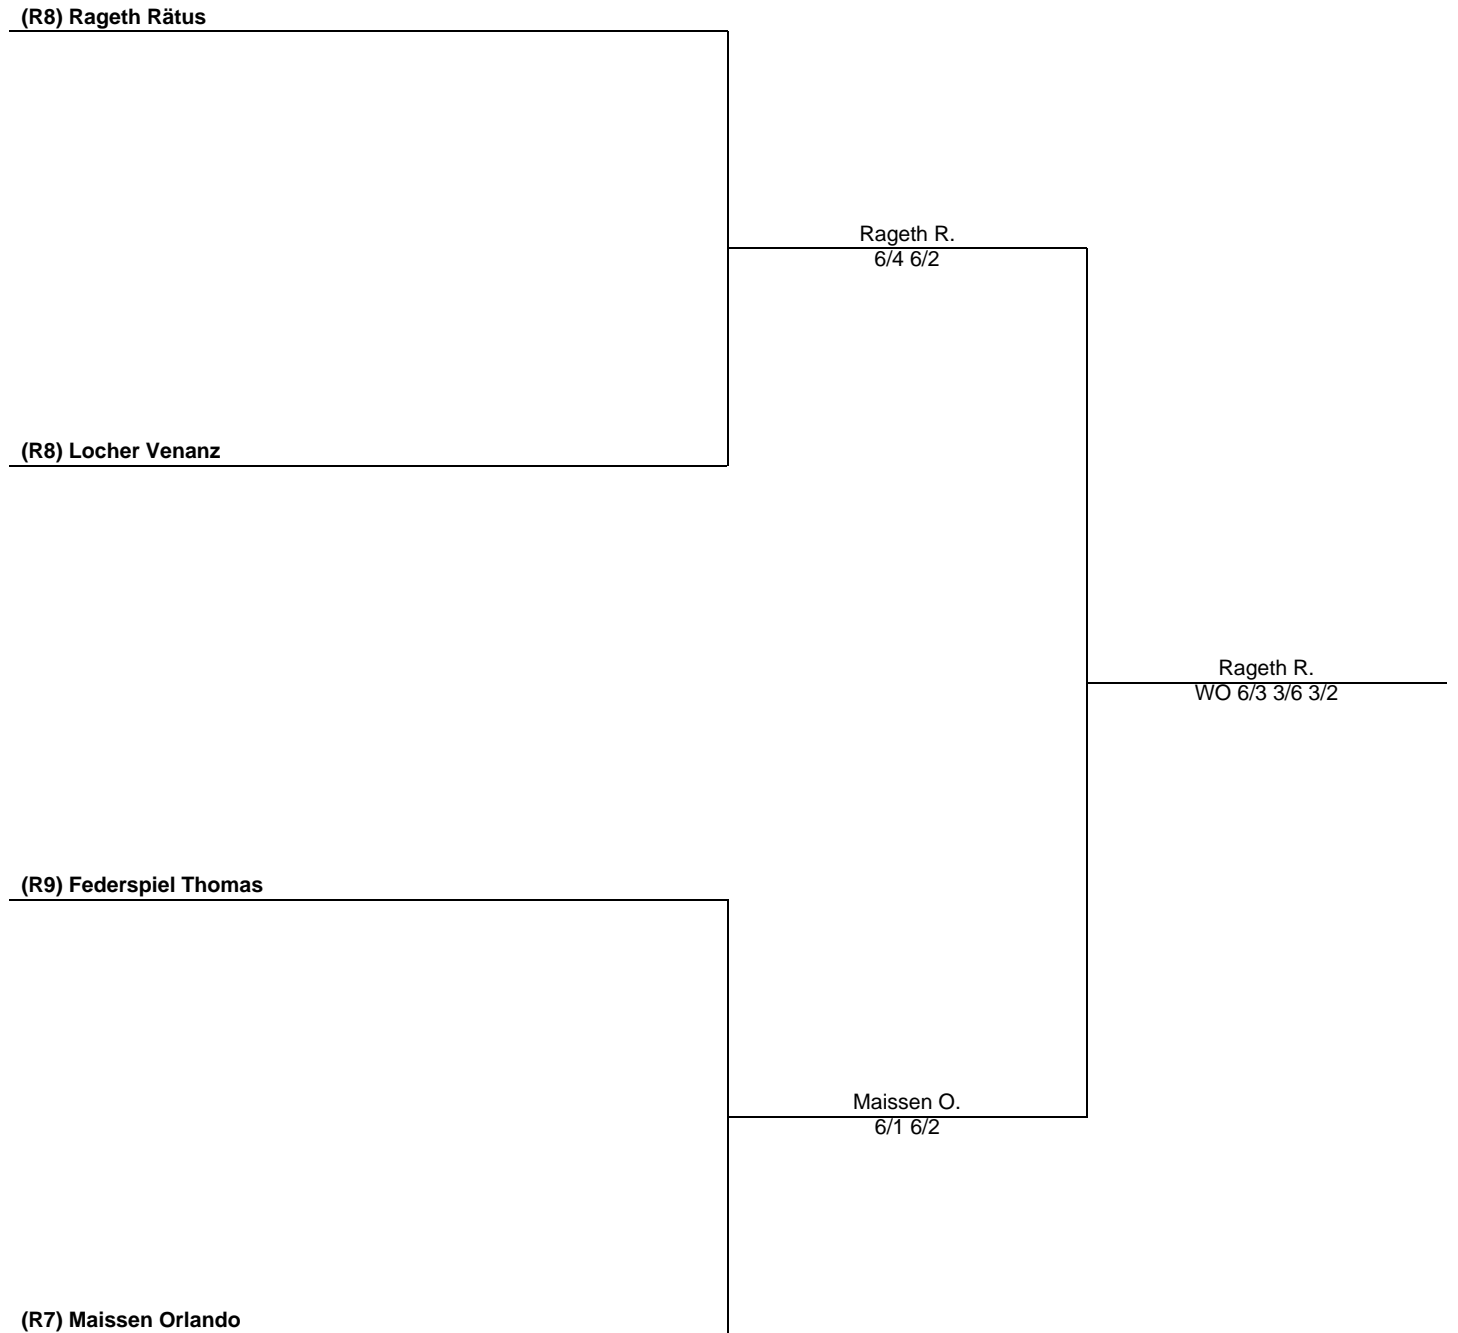 (R8) Rageth Rätus
Rageth R.
6/4 6/2
(R8) Locher Venanz
Rageth R.
WO 6/3 3/6 3/2
(R9) Federspiel Thomas
Maissen O.
6/1 6/2
(R7) Maissen Orlando